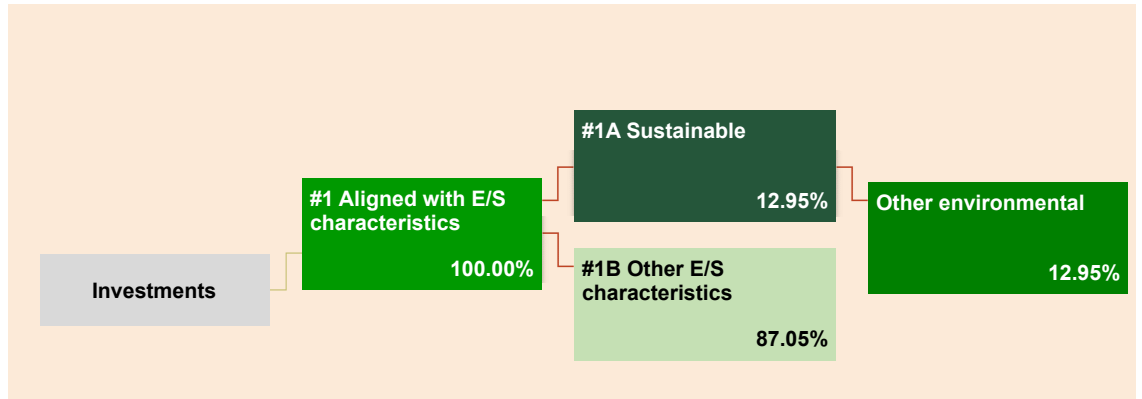 Investments
#1 Aligned with E/S
characteristics
100.00%
#1A Sustainable
12.95%
#1B Other E/S
characteristics
87.05%
Other environmental
12.95%